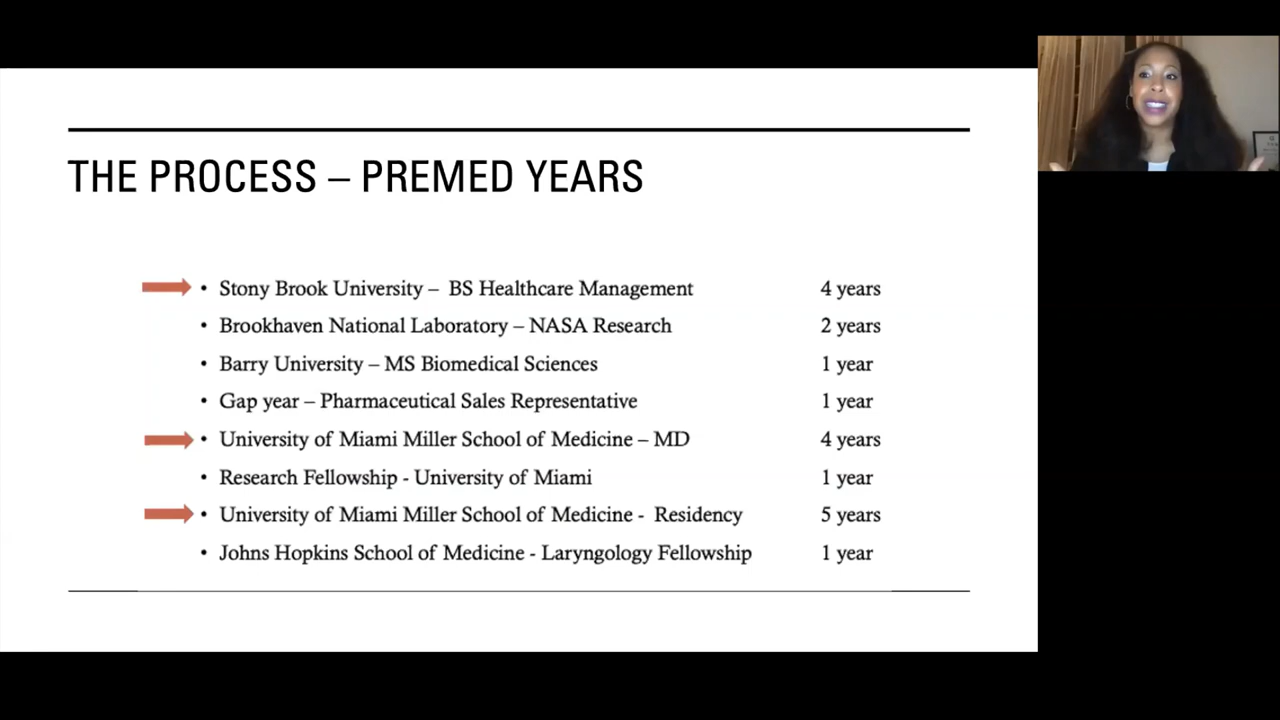 THE PROCESS – PREMED YEARS
• Stony Brook University – BS Healthcare Management 4 years
• Brookhaven National Laboratory – NASA Research 2 years
• Barry University – MS Biomedical Sciences 1 year
• Gap year – Pharmaceutical Sales Representative 1 year
• University of Miami Miller School of Medicine – MD 4 years
• Research Fellowship - University of Miami 1 year
• University of Miami Miller School of Medicine - Residency 5 years
• Johns Hopkins School of Medicine - Laryngology Fellowship 1 year